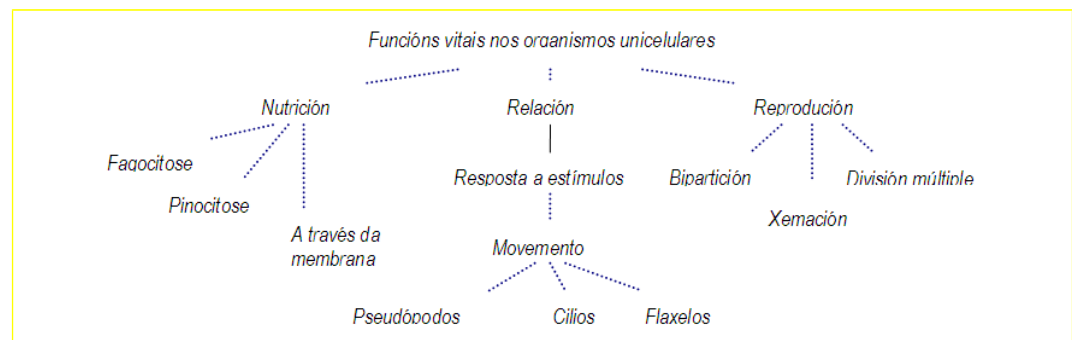 Funcións vitais nos organismos unicelulares
Nutrición Relación Reprodución
Fagocitose Resposta a estímulos Bipartición División múltiple
Pinocitose Xemación
A través da
membrana Movemento
Pseudópodos Cilios Flaxelos